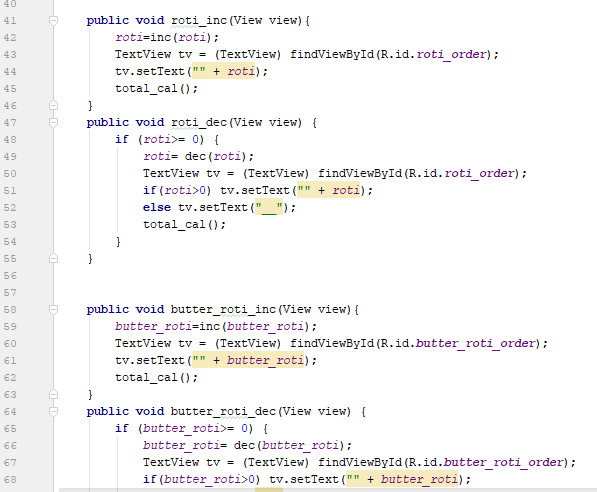 40
41 public void roti_inc(View view){
42 roti=inc(roti);
43 TextView tv = (TextView) findViewById(R.id.roti_order);
44 tv.setText("" + roti);
45 total_cal();
46 }
47 public void roti_dec(View view) {
48 if (roti>= 0) {
49 roti= dec(roti);
50 TextView tv = (TextView) findViewById(R.id.roti_order);
51 if(roti>0) tv.setText("" + roti);
52 else tv.setText("__");
53 total_cal();
54 }
55 }
56
57
58 public void butter_roti_inc(View view){
59 butter_roti=inc(butter_roti);
60 TextView tv = (TextView) findViewById(R.id.butter_roti_order);
61 tv.setText("" + butter_roti);
62 total_cal();
63 }
64 public void butter_roti_dec(View view) {
65 if (butter_roti>= 0) {
66 butter_roti= dec(butter_roti);
67 TextView tv = (TextView) findViewById(R.id.butter_roti_order);
68 if(butter_roti>0) tv.setText("" + butter_roti);